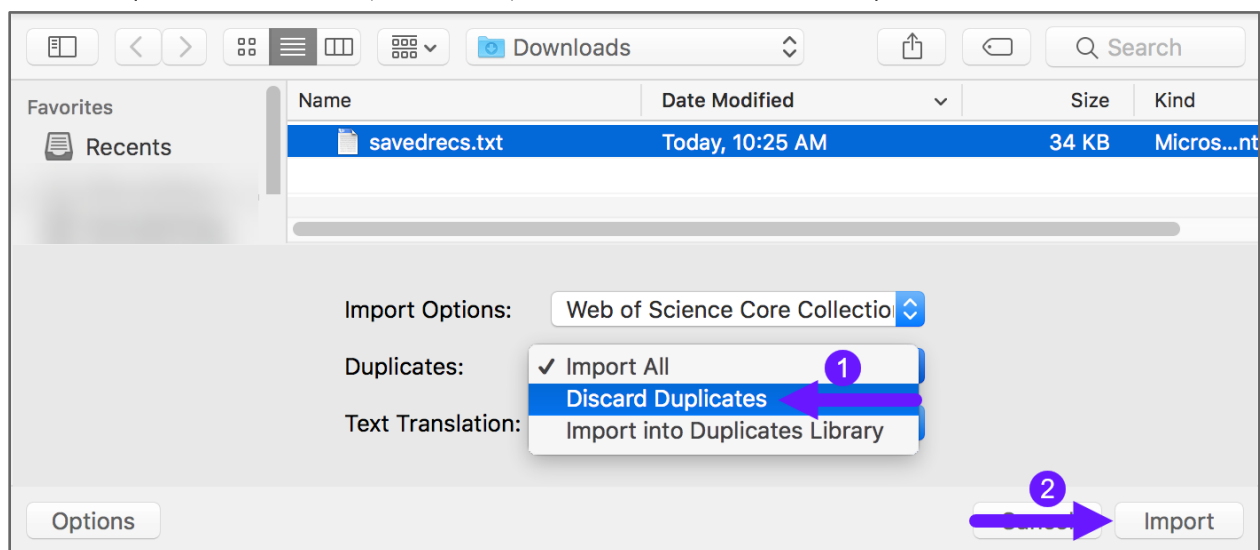 Downloads
Search
Favorites
Name Date Modified Size Kind
Recents
savedrecs.txt Today, 10:25 AM 34 KB Micros...nt
Import Options: Web of Science Core Collectio
Duplicates: ✓ Import All
1
Discard Duplicates
Text Translation: Import into Duplicates Library
2
Options Import